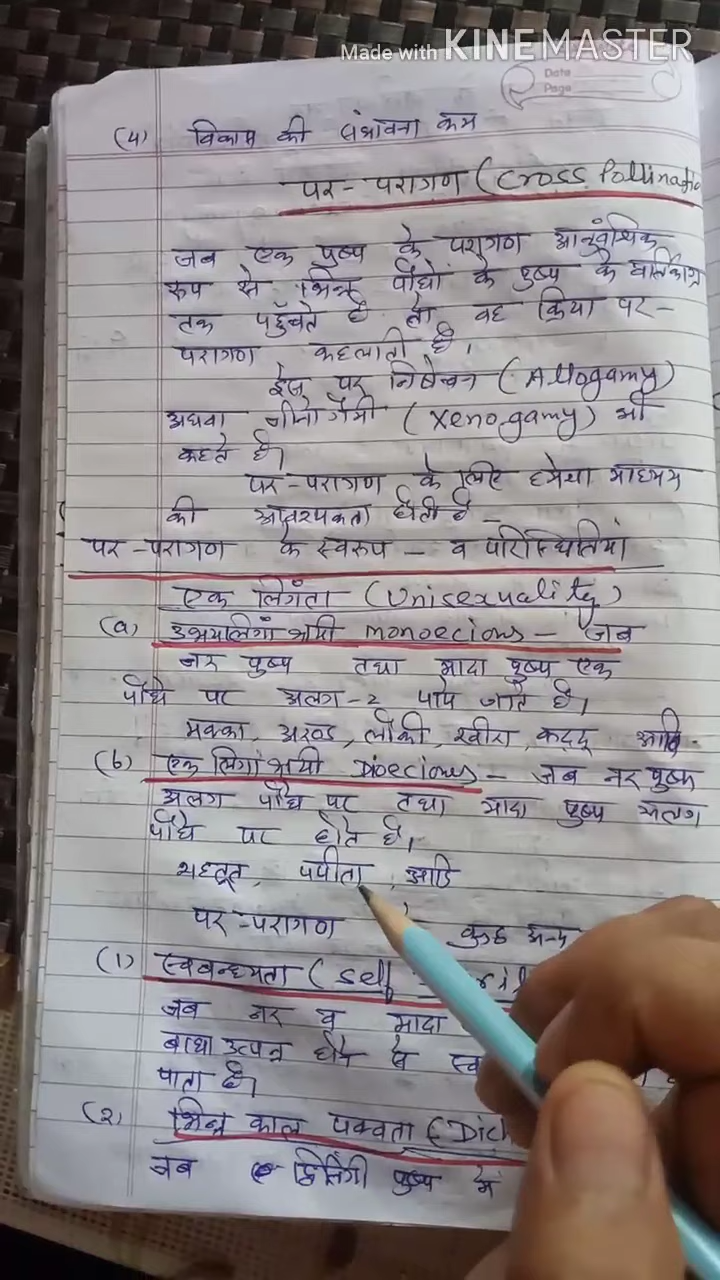 Made with KINEMASTER
Date
Page
(4) विकास की संभावना कम
पर-परागण (Cross Pollinatio
जब एक पुष्प के परागण आनुवंशिक
रूप से भिन्न पौधों के पुष्प के वर्तिकाग्र
तक पहुँचते है तो वह क्रिया पर-
परागण कहलाती है।
इसे पर निषेचन (Allogamy)
अथवा जीनोगैमी (Xenogamy) भी
कहते है।
पर-परागण के लिए हमेशा माध्यम
की आवश्यकता होती है -
पर-परागण के स्वरूप - व परिस्थितियां
एक लिगंता (Unisexuality)
(a) उभयलिगांश्रयी monoecious - जब
नर पुष्प तथा मादा पुष्प एक
पौधे पर अलग-2 पाये जाते है।
मक्का, अरण्ड, लौकी, खीरा, कद्दू आदि.
(b) एकलिगांश्रयी Dioecious - जब नर पुष्प
अलग पौधे पर तथा मादा पुष्प अलग
पौधे पर होते है।
शहतूत, पपीता, आदि
पर-परागण कुछ अन्य
(1) स्वबन्ध्यता (Self
जब नर व मादा
बाधा उत्पन्न होने से स्व
पाता है।
(2) भिन्न काल पक्वता (Dich
जब द्विलिंगी पुष्प में